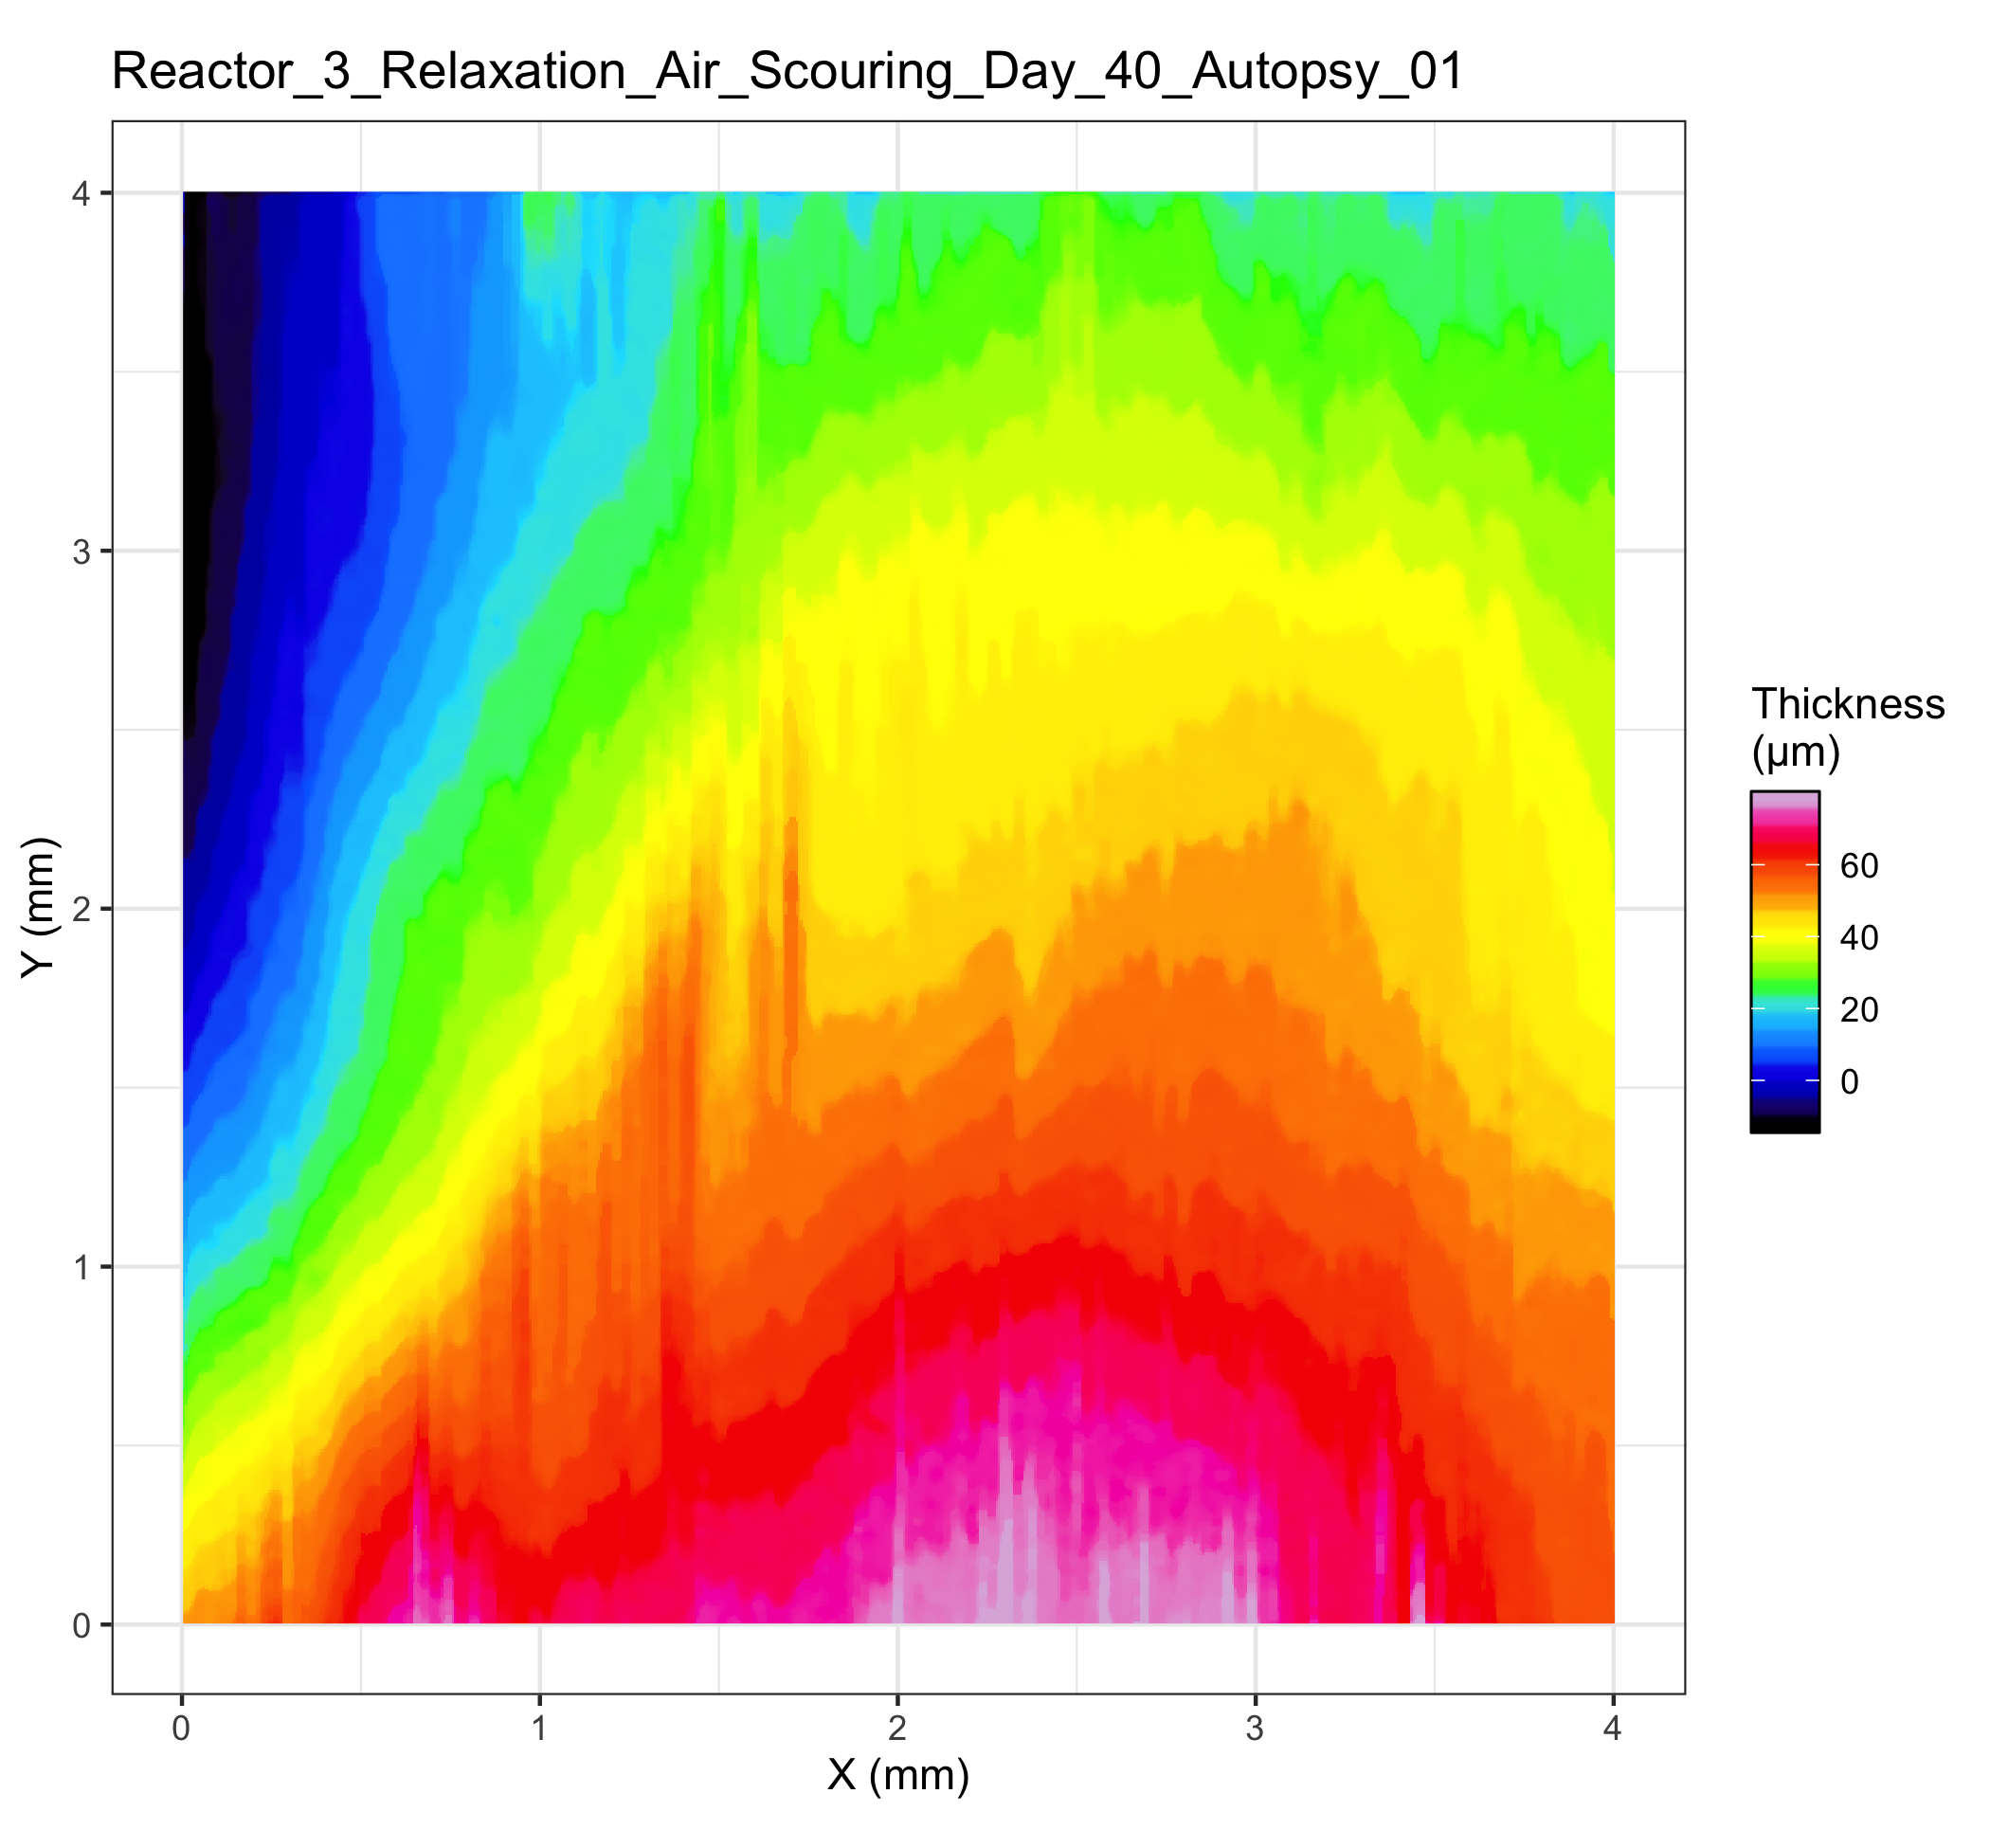 Reactor_3_Relaxation_Air_Scouring_Day_40_Autopsy_01
4
3
2
1
0
Y (mm)
0 1 2 3 4
X (mm)
Thickness
(µm)
60
40
20
0